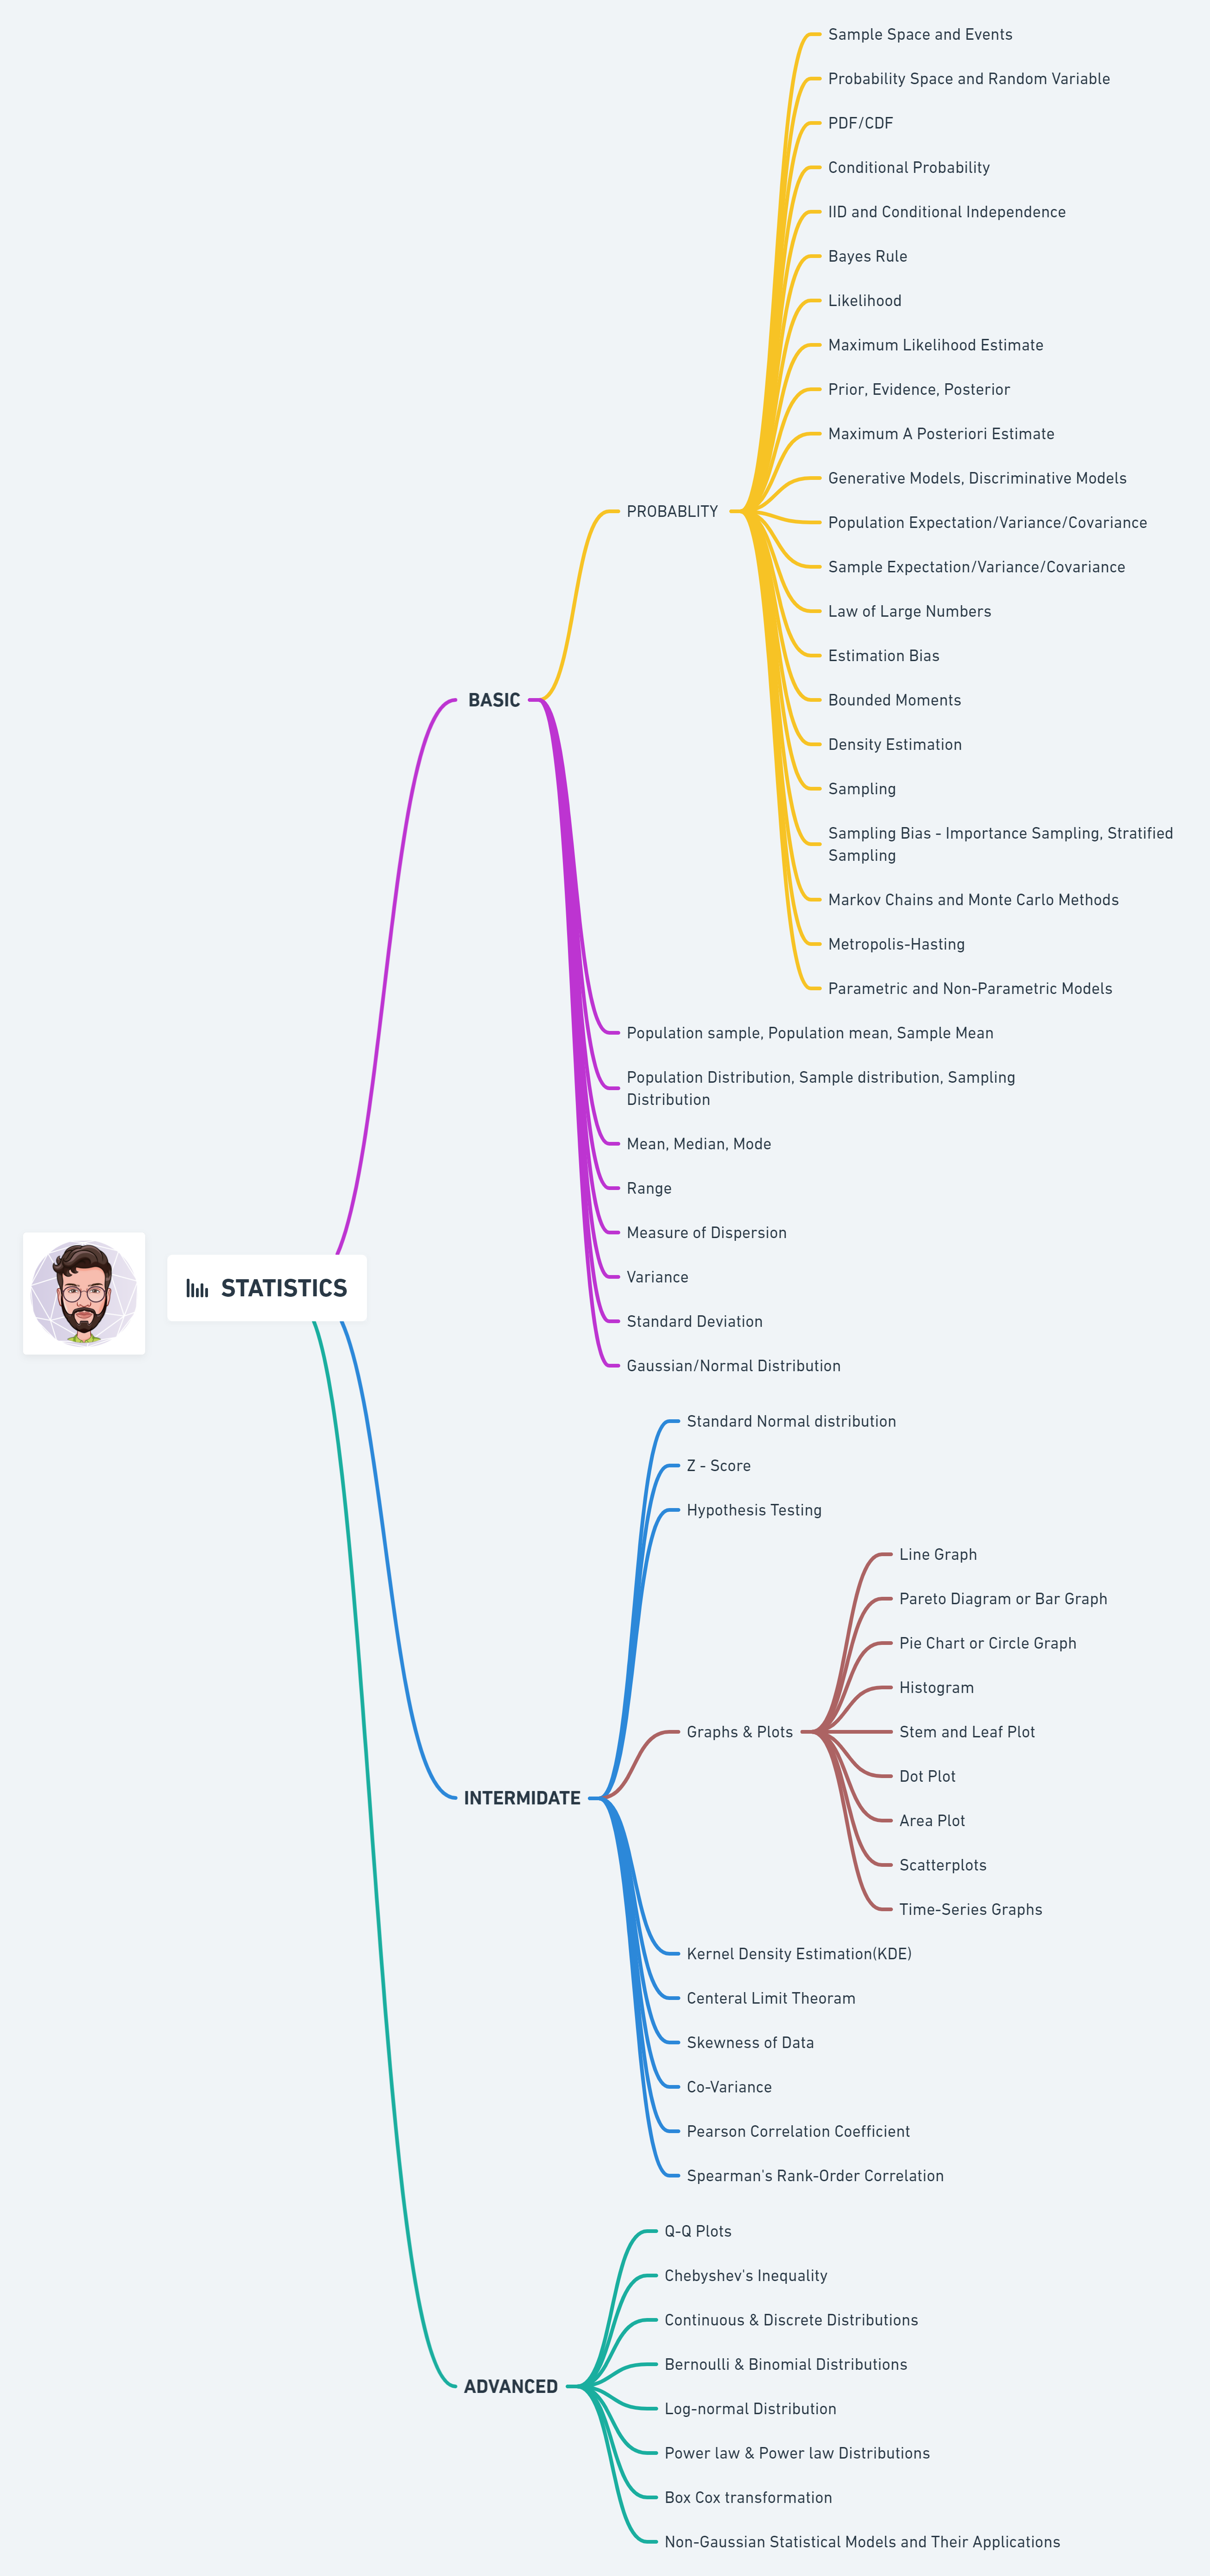 Sample Space and Events
Probability Space and Random Variable
PDF/CDF
Conditional Probability
IID and Conditional Independence
Bayes Rule
Likelihood
Maximum Likelihood Estimate
Prior, Evidence, Posterior
Maximum A Posteriori Estimate
Generative Models, Discriminative Models
PROBABLITY
Population Expectation/Variance/Covariance
Sample Expectation/Variance/Covariance
Law of Large Numbers
Estimation Bias
BASIC
Bounded Moments
Density Estimation
Sampling
Sampling Bias - Importance Sampling, Stratified
Sampling
Markov Chains and Monte Carlo Methods
Metropolis-Hasting
Parametric and Non-Parametric Models
Population sample, Population mean, Sample Mean
Population Distribution, Sample distribution, Sampling
Distribution
Mean, Median, Mode
Range
Measure of Dispersion
Variance
STATISTICS
Standard Deviation
Gaussian/Normal Distribution
Standard Normal distribution
Z - Score
Hypothesis Testing
Line Graph
Pareto Diagram or Bar Graph
Pie Chart or Circle Graph
Histogram
Graphs & Plots
Stem and Leaf Plot
Dot Plot
INTERMIDATE
Area Plot
Scatterplots
Time-Series Graphs
Kernel Density Estimation(KDE)
Centeral Limit Theoram
Skewness of Data
Co-Variance
Pearson Correlation Coefficient
Spearman's Rank-Order Correlation
Q-Q Plots
Chebyshev's Inequality
Continuous & Discrete Distributions
Bernoulli & Binomial Distributions
ADVANCED
Log-normal Distribution
Power law & Power law Distributions
Box Cox transformation
Non-Gaussian Statistical Models and Their Applications